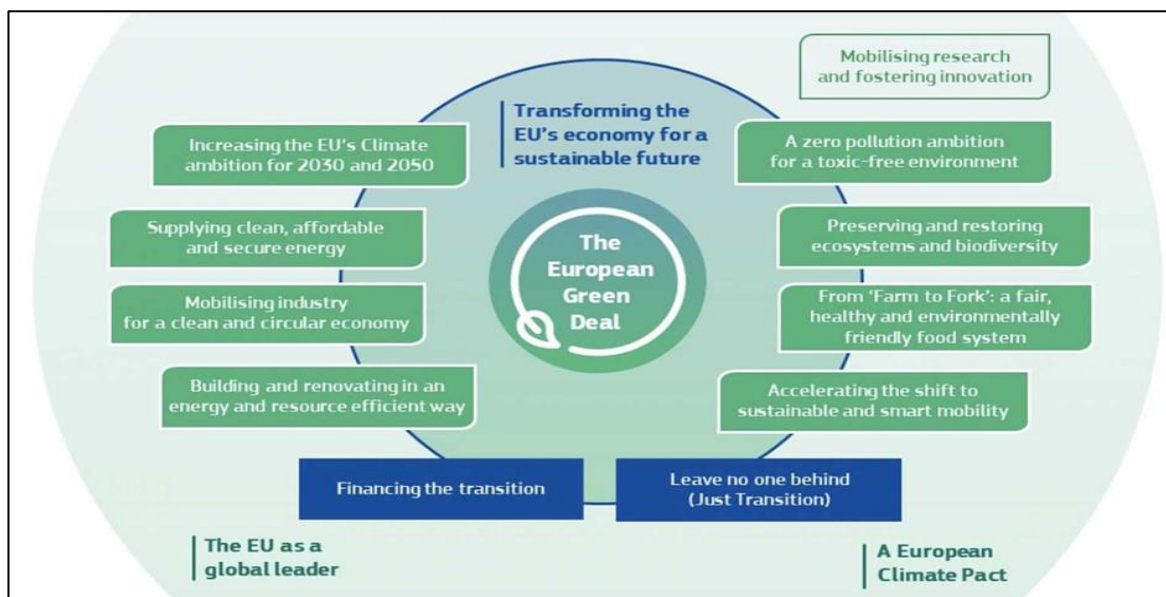 Mobilising research
and fostering innovation
Transforming the
EU's economy for a
sustainable future
Increasing the EU's Climate
ambition for 2030 and 2050
Supplying clean, affordable
and secure energy
Mobilising industry
for a clean and circular economy
Building and renovating in an
energy and resource efficient way
The
European
Green
Deal
A zero pollution ambition
for a toxic-free environment
Preserving and restoring
ecosystems and biodiversity
From 'Farm to Fork': a fair,
healthy and environmentally
friendly food system
Accelerating the shift to
sustainable and smart mobility
Financing the transition
Leave no one behind
(Just Transition)
The EU as a
global leader
A European
Climate Pact